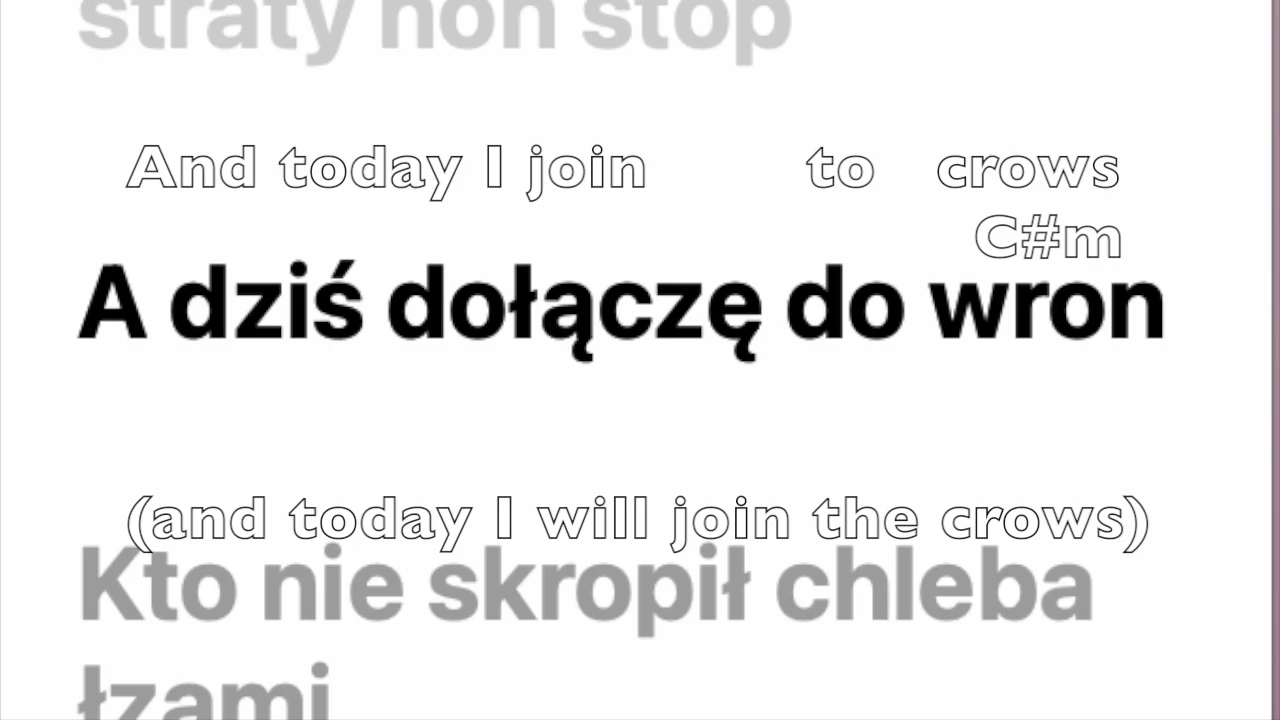 straty non stop
And today I join to crows
C#m
A dziś dołączę do wron
(and today I will join the crows)
Kto nie skropił chleba
łzami